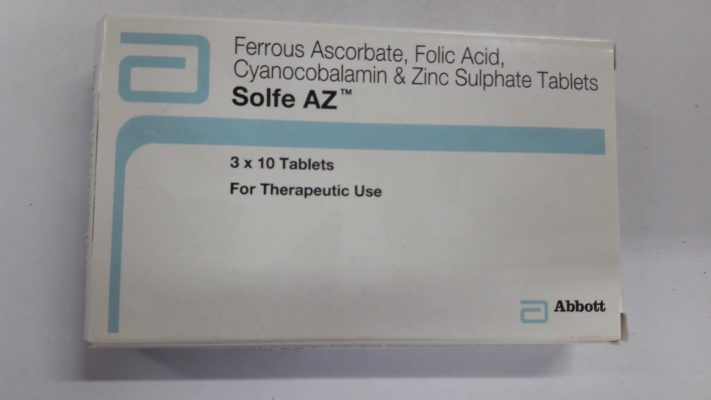 Ferrous Ascorbate, Folic Acid,
Cyanocobalamin & Zinc Sulphate Tablets
Solfe AZ™
3 x 10 Tablets
For Therapeutic Use
Abbott